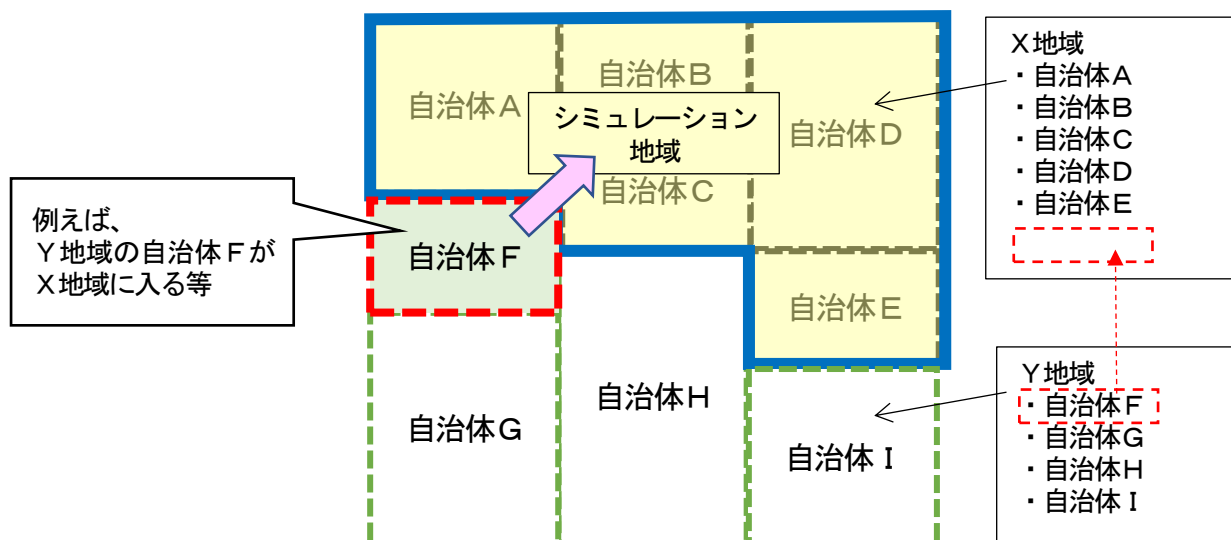 自治体A
自治体B
シミュレーション
地域
自治体C
自治体D
自治体E
例えば、
Y地域の自治体Fが
X地域に入る等
自治体F
自治体G
自治体H
自治体I
X地域
・自治体A
・自治体B
・自治体C
・自治体D
・自治体E
Y地域
・自治体F
・自治体G
・自治体H
・自治体I